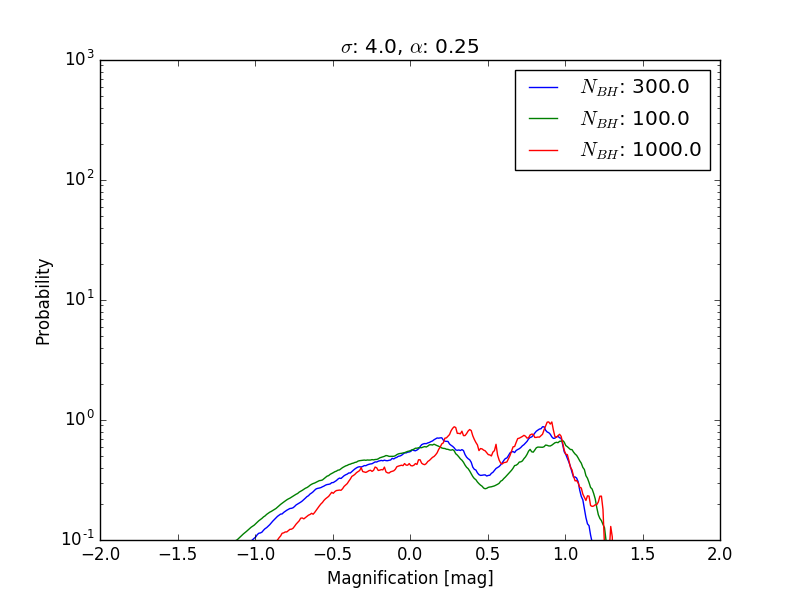 σ: 4.0, α: 0.25
10³
10²
10¹
10⁰
10⁻¹
Probability
N_BH: 300.0
N_BH: 100.0
N_BH: 1000.0
−2.0 −1.5 −1.0 −0.5 0.0 0.5 1.0 1.5 2.0
Magnification [mag]